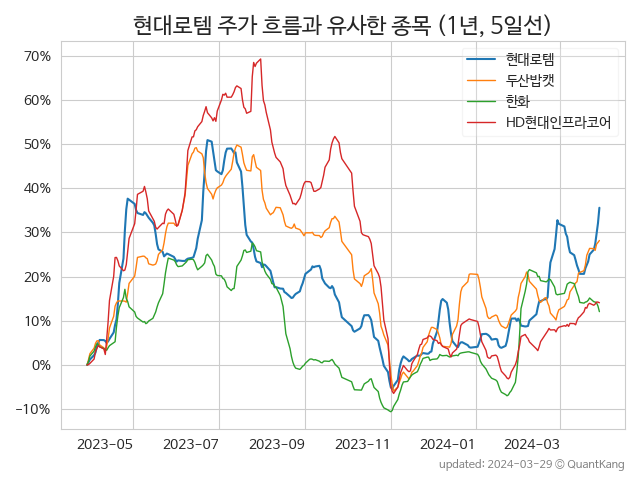 현대로템 주가 흐름과 유사한 종목 (1년, 5일선)
현대로템
두산밥캣
한화
HD현대인프라코어
70%
60%
50%
40%
30%
20%
10%
0%
−10%
2023-05
2023-07
2023-09
2023-11
2024-01
2024-03
updated: 2024-03-29 © QuantKang